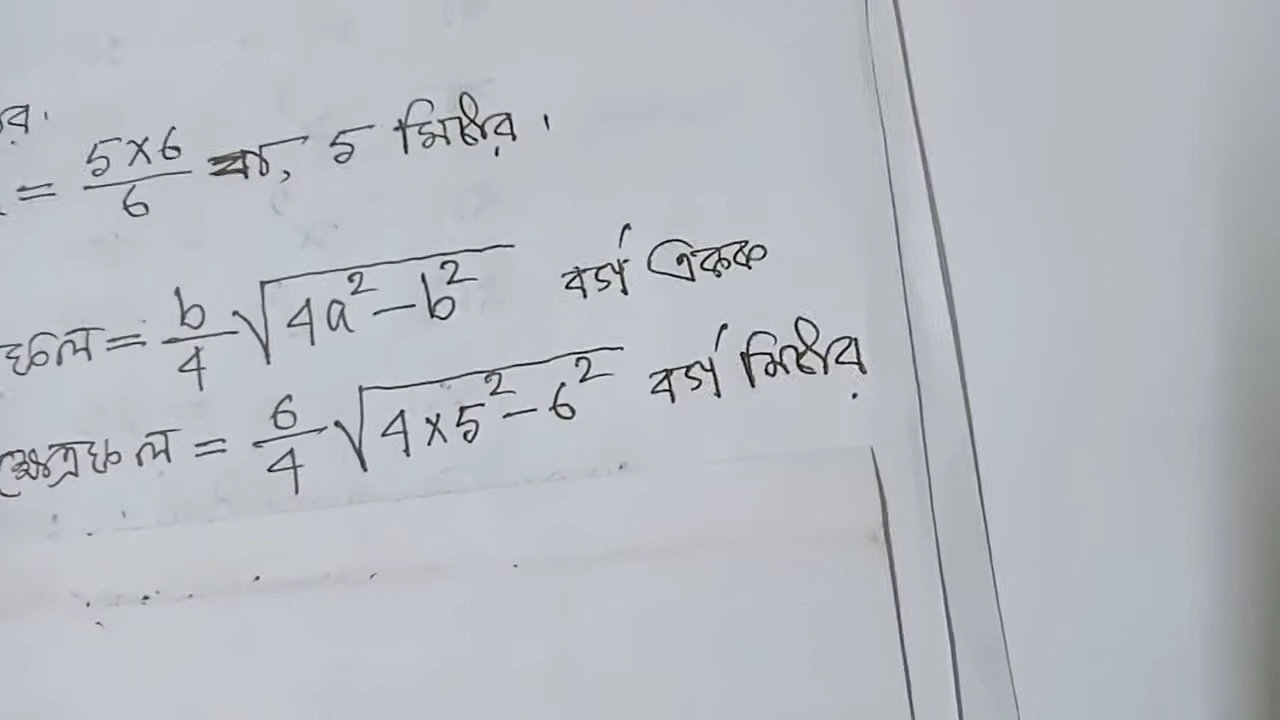 র.
= 5×6/6 বা, 5 মিটার।
ফল = b/4 √(4a² - b²) বর্গ একক
ক্ষেত্রফল = 6/4 √(4×5² - 6²) বর্গ মিটার